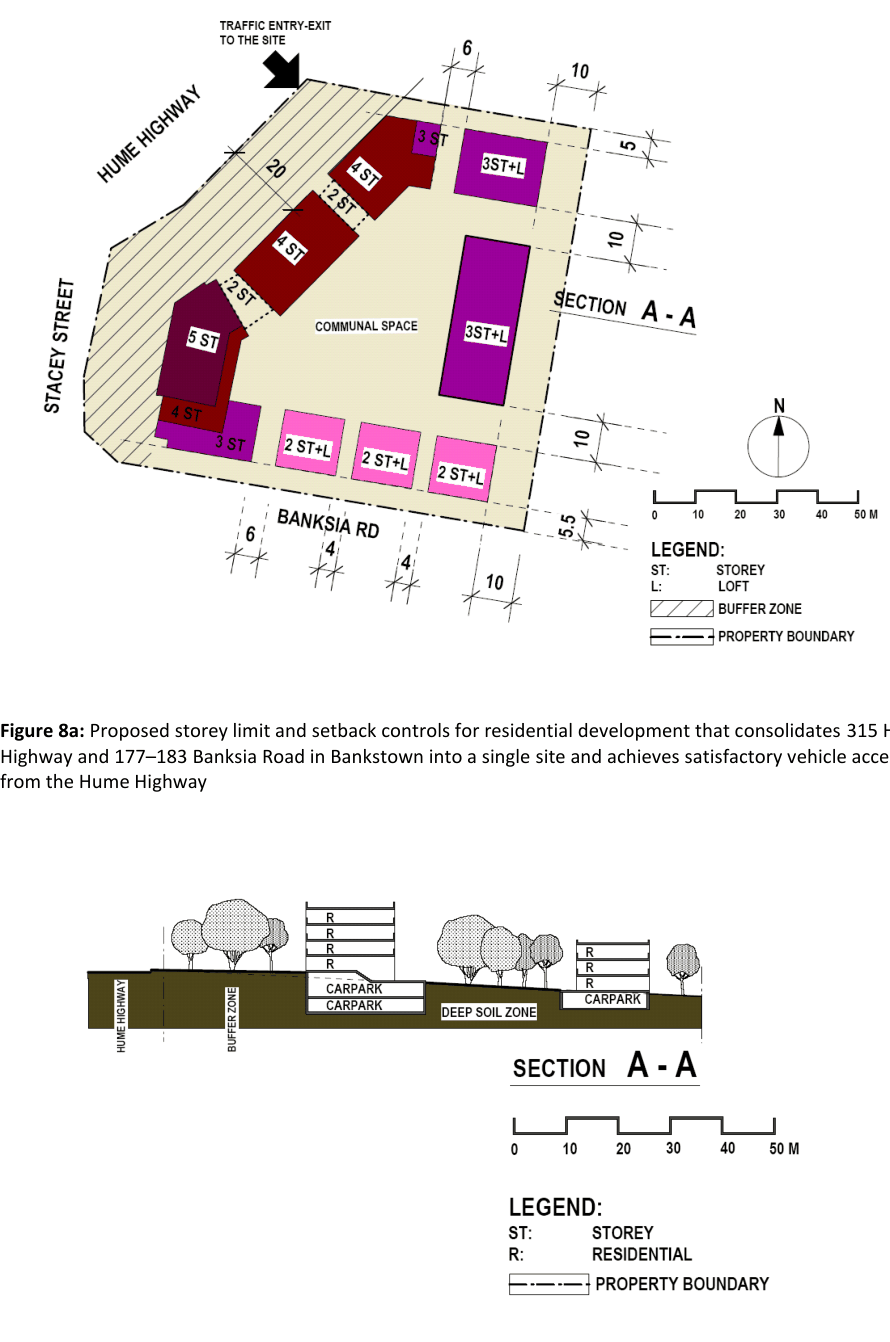 TRAFFIC ENTRY-EXIT
TO THE SITE
6
10
HUME HIGHWAY
3 ST
3ST+L
5
4 ST
20
2 ST
4 ST
10
2 ST
SECTION A - A
STACEY STREET
COMMUNAL SPACE
3ST+L
5 ST
4 ST
3 ST
2 ST+L
2 ST+L
2 ST+L
10
N
0 10 20 30 40 50 M
BANKSIA RD
5.5
6
4
4
10
LEGEND:
ST: STOREY
L: LOFT
BUFFER ZONE
PROPERTY BOUNDARY
Figure 8a: Proposed storey limit and setback controls for residential development that consolidates 315 H
Highway and 177–183 Banksia Road in Bankstown into a single site and achieves satisfactory vehicle acce
from the Hume Highway
R
R
R
R
R
R
R
CARPARK
CARPARK
CARPARK
DEEP SOIL ZONE
HUME HIGHWAY
BUFFER ZONE
SECTION A - A
0 10 20 30 40 50 M
LEGEND:
ST: STOREY
R: RESIDENTIAL
PROPERTY BOUNDARY